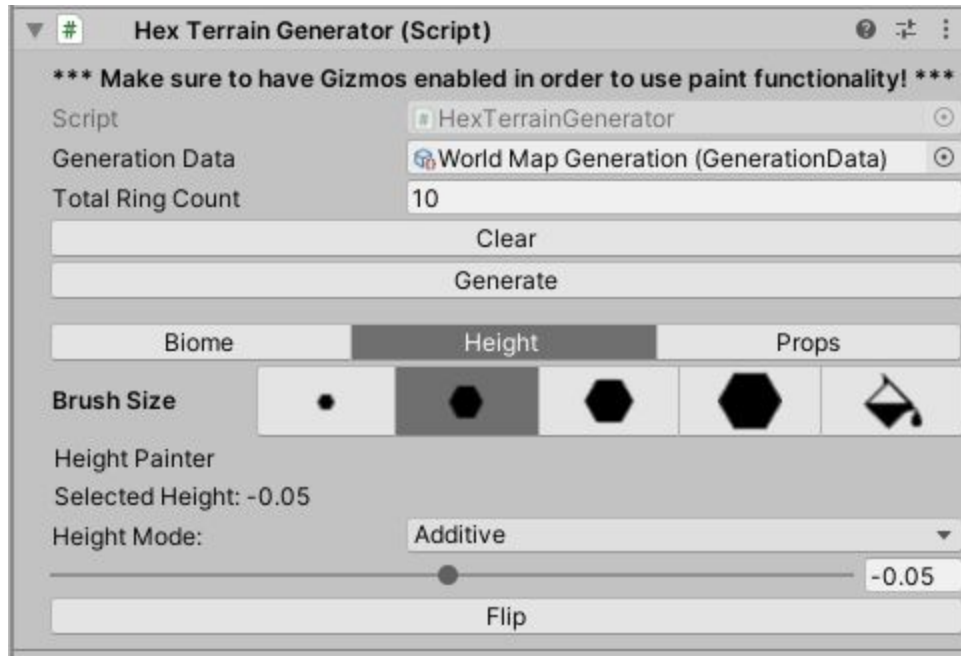 # Hex Terrain Generator (Script)
*** Make sure to have Gizmos enabled in order to use paint functionality! ***
Script # HexTerrainGenerator
Generation Data World Map Generation (GenerationData)
Total Ring Count 10
Clear
Generate
Biome Height Props
Brush Size
Height Painter
Selected Height: -0.05
Height Mode: Additive
-0.05
Flip